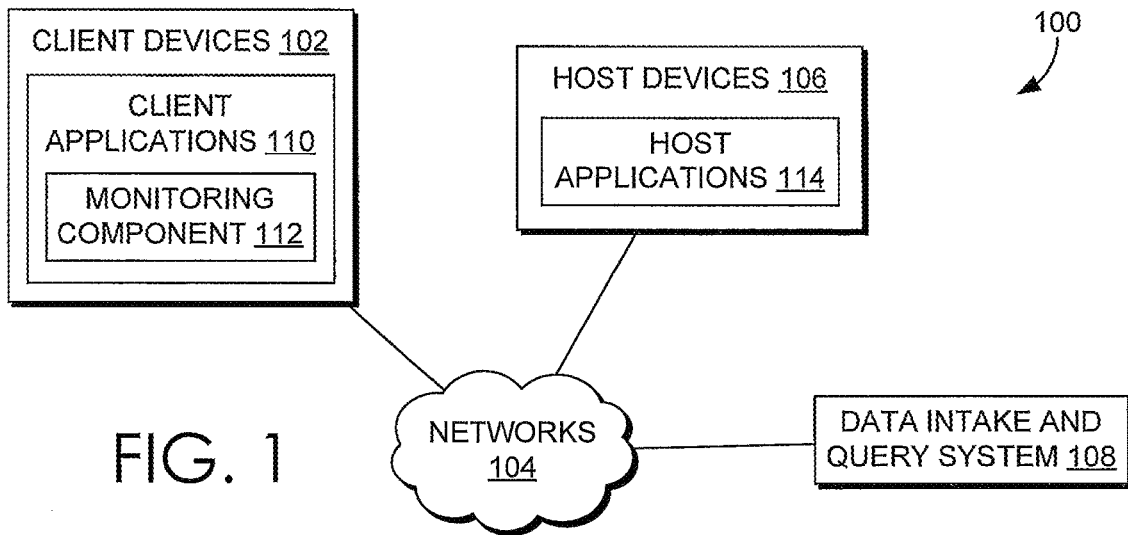 CLIENT DEVICES 102
CLIENT
APPLICATIONS 110
MONITORING
COMPONENT 112
HOST DEVICES 106
HOST
APPLICATIONS 114
100
NETWORKS
104
DATA INTAKE AND
QUERY SYSTEM 108
FIG. 1